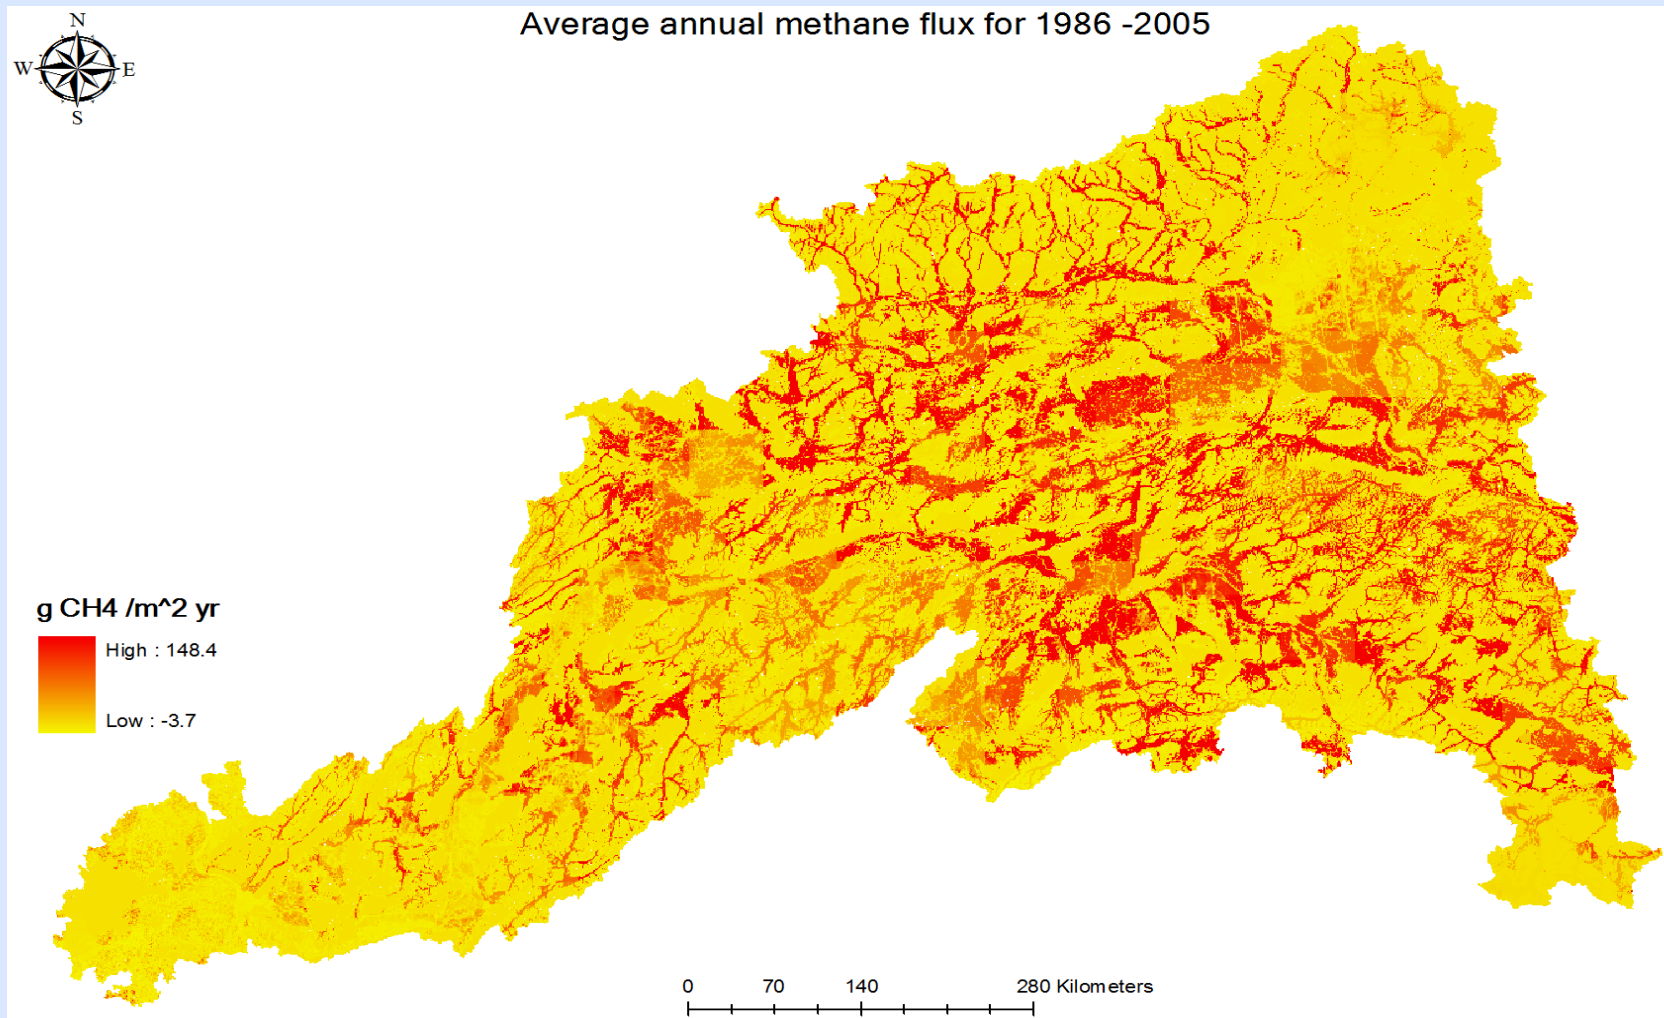 Average annual methane flux for 1986 -2005
N
W E
S
g CH4 /m^2 yr
High : 148.4
Low : -3.7
0 70 140 280 Kilometers